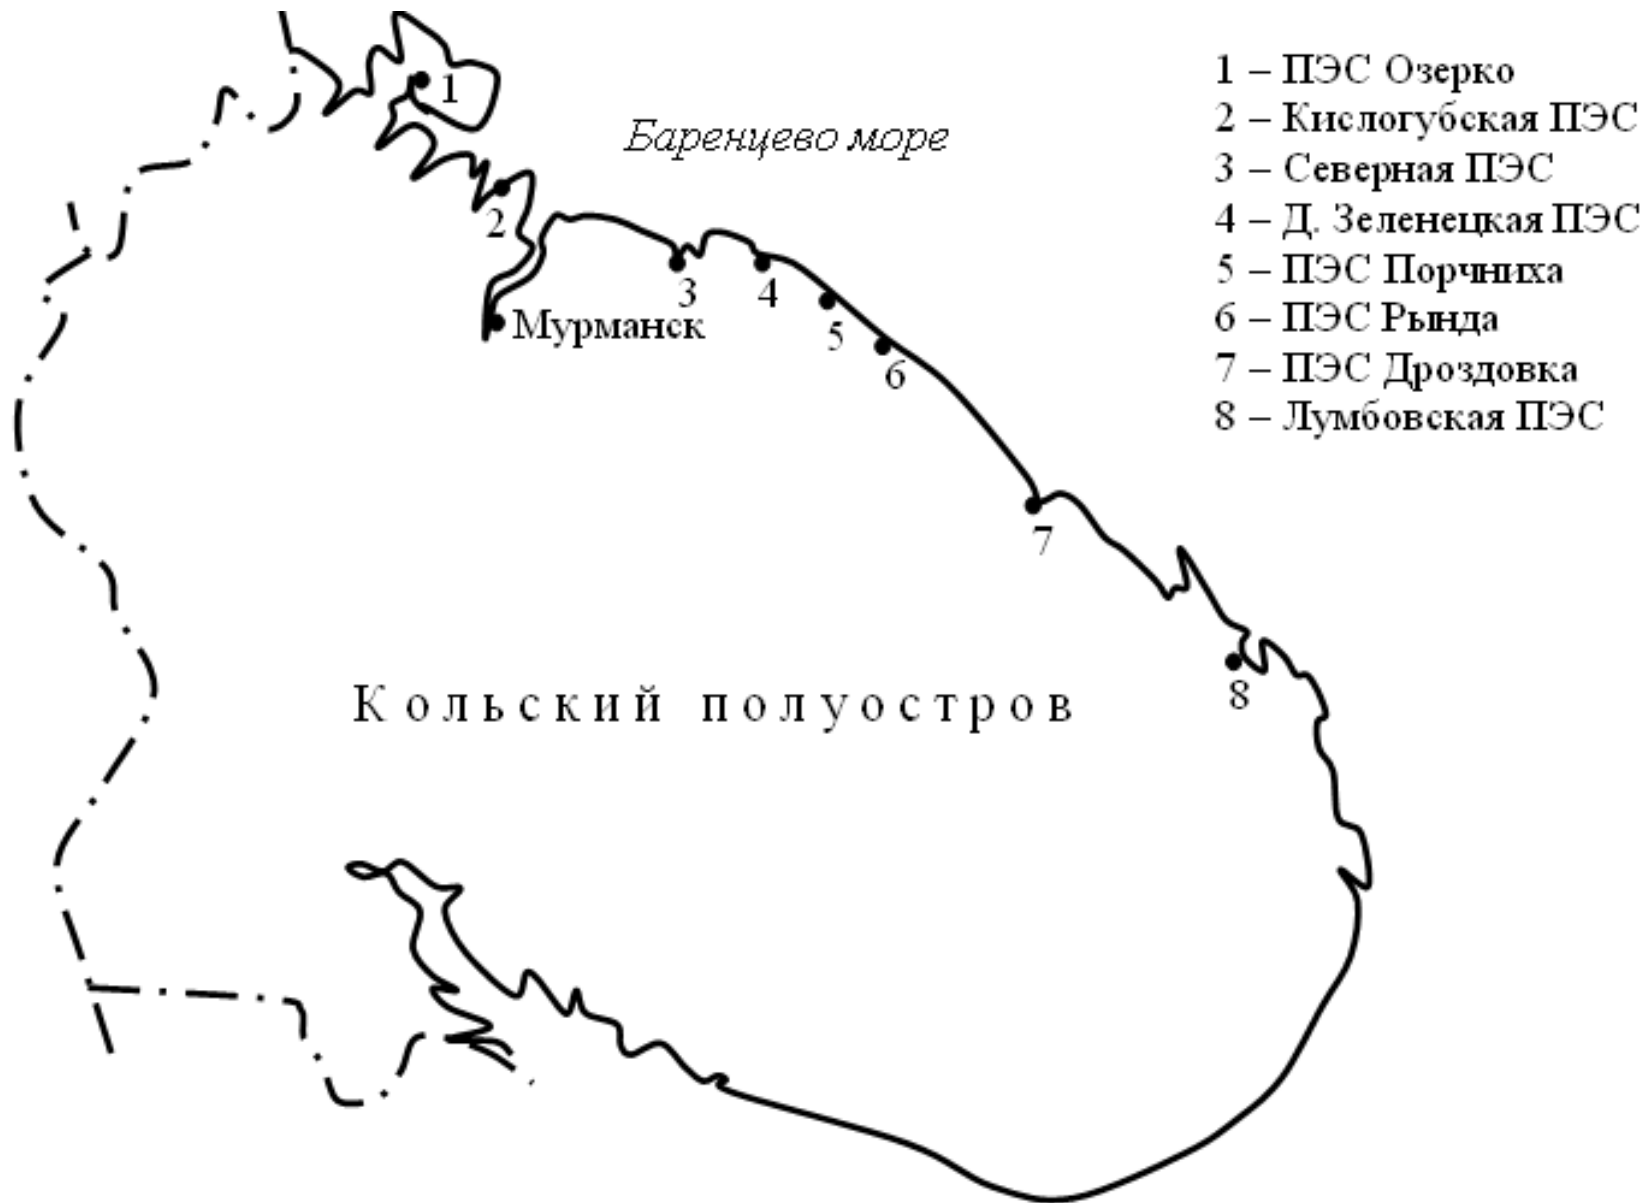 1 – ПЭС Озерко
2 – Кислогубская ПЭС
3 – Северная ПЭС
4 – Д. Зеленецкая ПЭС
5 – ПЭС Порчниха
6 – ПЭС Рында
7 – ПЭС Дроздовка
8 – Лумбовская ПЭС
1
Баренцево море
2
3
4
5
6
Мурманск
7
8
Кольский полуостров